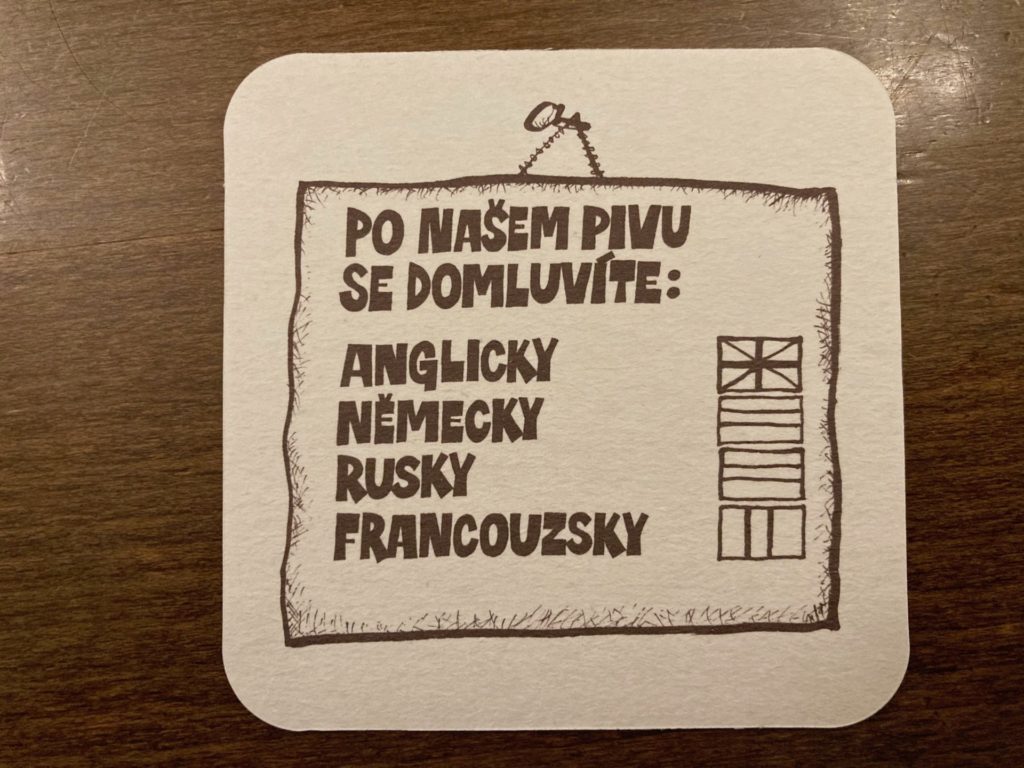 PO NAŠEM PIVU
SE DOMLUVÍTE:
ANGLICKY
NĚMECKY
RUSKY
FRANCOUZSKY